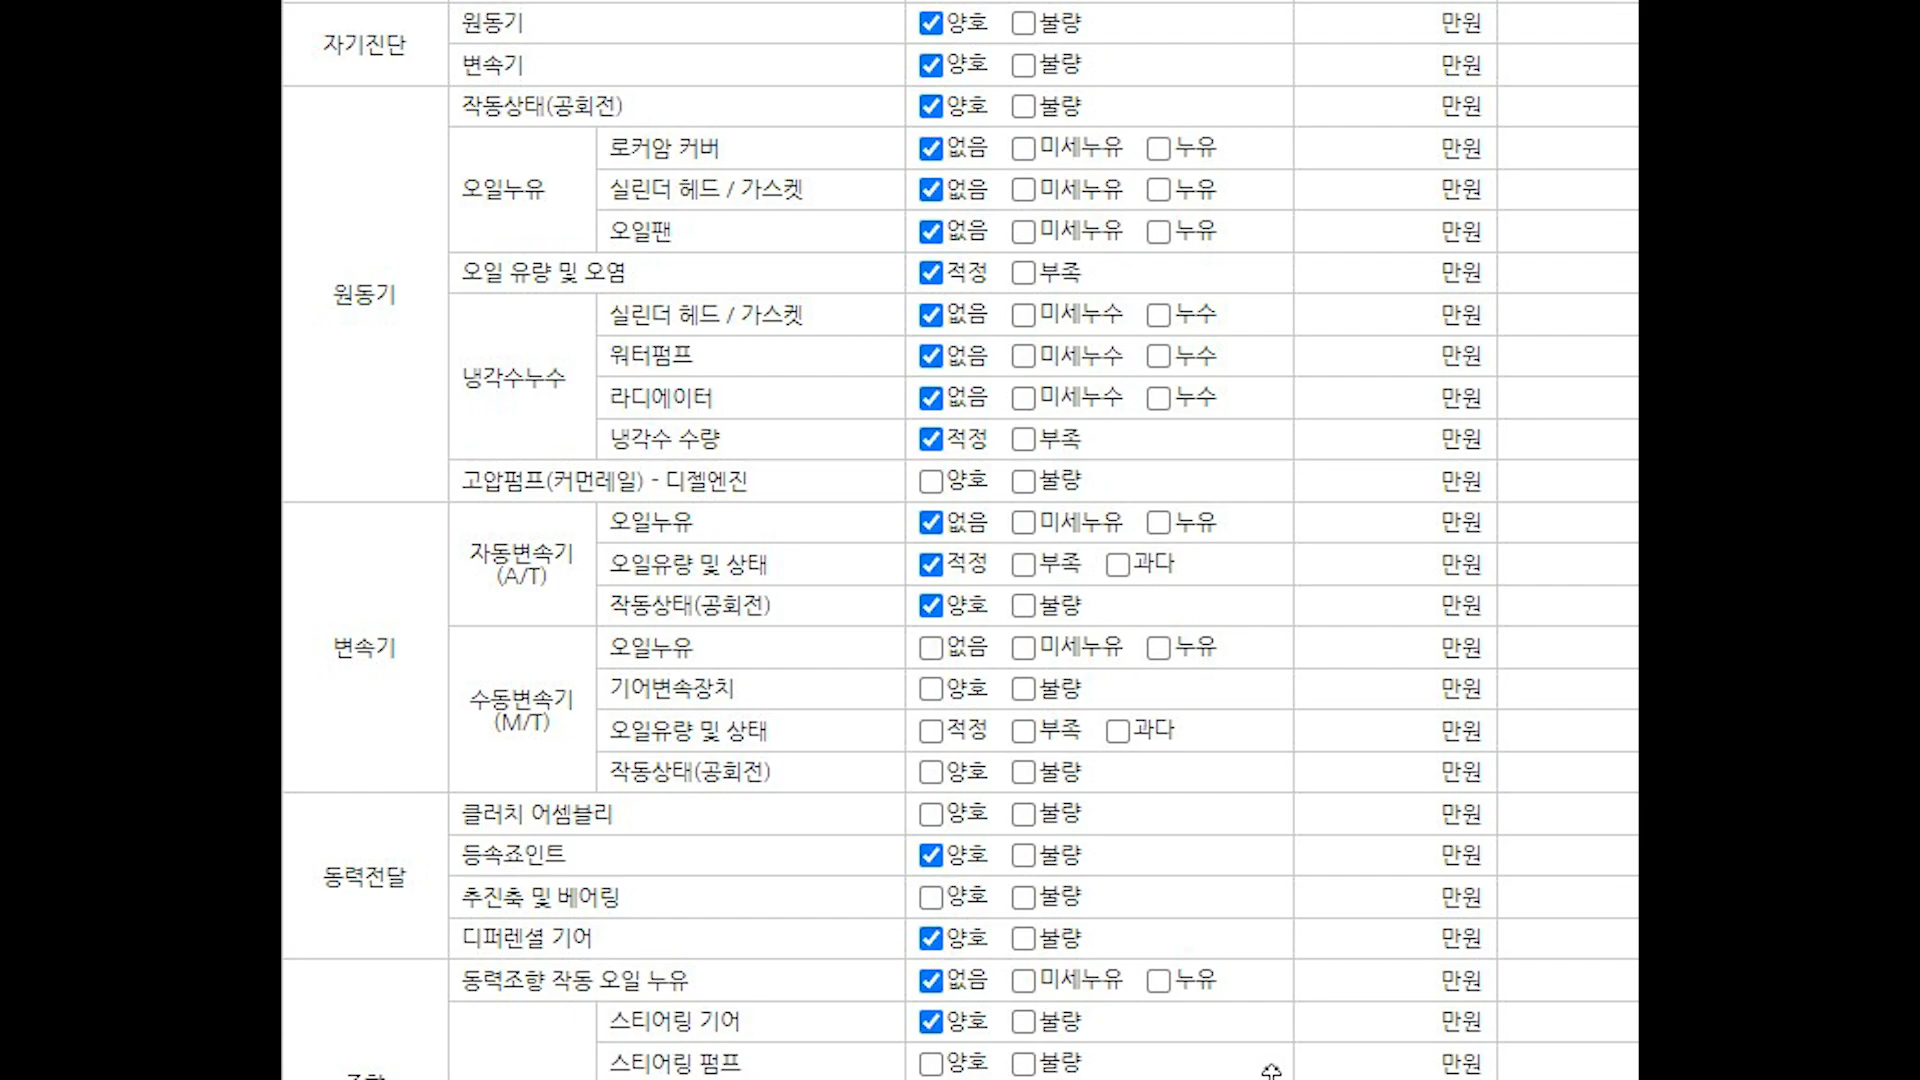 자기진단
원동기 양호 불량 만원
변속기 양호 불량 만원
원동기
작동상태(공회전) 양호 불량 만원
오일누유
로커암 커버 없음 미세누유 누유 만원
실린더 헤드 / 가스켓 없음 미세누유 누유 만원
오일팬 없음 미세누유 누유 만원
오일 유량 및 오염 적정 부족 만원
냉각수누수
실린더 헤드 / 가스켓 없음 미세누수 누수 만원
워터펌프 없음 미세누수 누수 만원
라디에이터 없음 미세누수 누수 만원
냉각수 수량 적정 부족 만원
고압펌프(커먼레일) - 디젤엔진 양호 불량 만원
변속기
자동변속기
(A/T)
오일누유 없음 미세누유 누유 만원
오일유량 및 상태 적정 부족 과다 만원
작동상태(공회전) 양호 불량 만원
수동변속기
(M/T)
오일누유 없음 미세누유 누유 만원
기어변속장치 양호 불량 만원
오일유량 및 상태 적정 부족 과다 만원
작동상태(공회전) 양호 불량 만원
동력전달
클러치 어셈블리 양호 불량 만원
등속죠인트 양호 불량 만원
추진축 및 베어링 양호 불량 만원
디퍼렌셜 기어 양호 불량 만원
동력조향 작동 오일 누유 없음 미세누유 누유 만원
스티어링 기어 양호 불량 만원
스티어링 펌프 양호 불량 만원